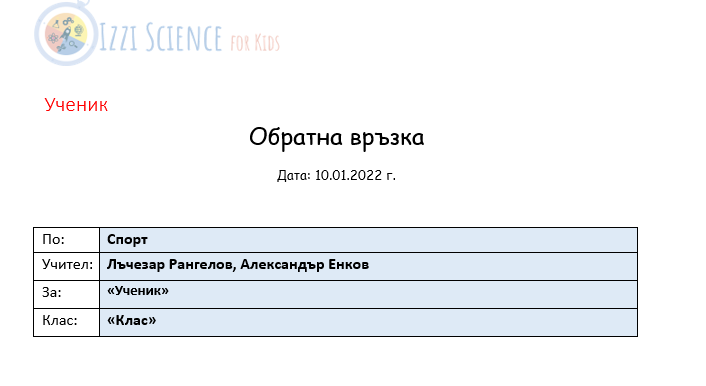 Izzi Science for Kids
Ученик
Обратна връзка
Дата: 10.01.2022 г.
По: Спорт
Учител: Лъчезар Рангелов, Александър Енков
За: «Ученик»
Клас: «Клас»